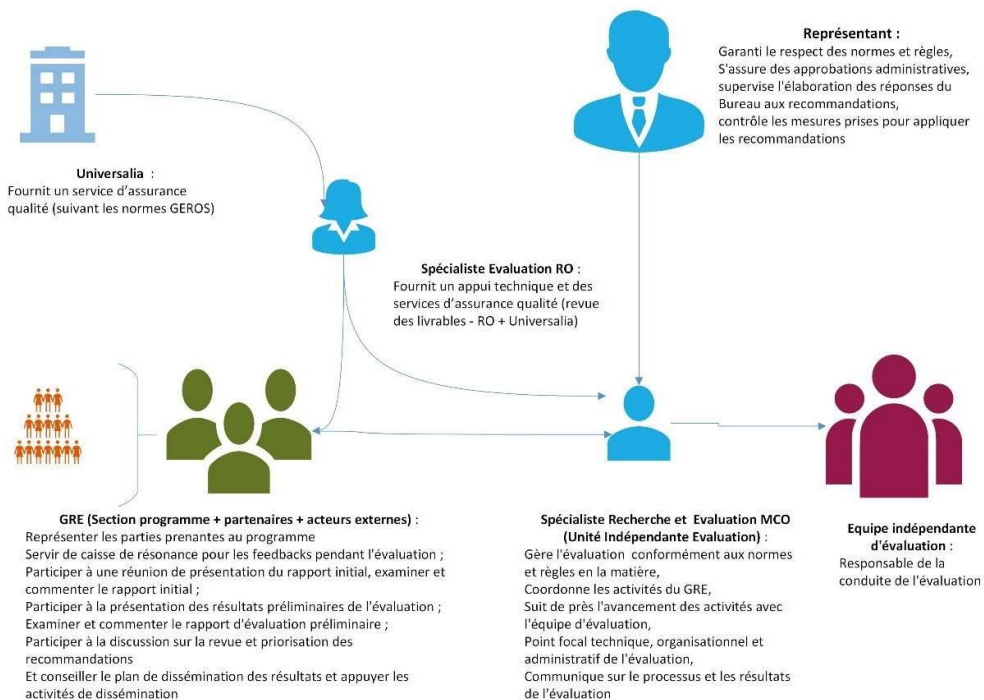 Représentant :
Garanti le respect des normes et règles,
S'assure des approbations administratives,
supervise l'élaboration des réponses du
Bureau aux recommandations,
contrôle les mesures prises pour appliquer
les recommandations
Universalia :
Fournit un service d'assurance
qualité (suivant les normes GEROS)
Spécialiste Evaluation RO :
Fournit un appui technique et des
services d'assurance qualité (revue
des livrables - RO + Universalia)
GRE (Section programme + partenaires + acteurs externes) :
Représenter les parties prenantes au programme
Servir de caisse de résonance pour les feedbacks pendant l'évaluation ;
Participer à une réunion de présentation du rapport initial, examiner et
commenter le rapport initial ;
Participer à la présentation des résultats préliminaires de l'évaluation ;
Examiner et commenter le rapport d'évaluation préliminaire ;
Participer à la discussion sur la revue et priorisation des
recommandations
Et conseiller le plan de dissémination des résultats et appuyer les
activités de dissémination
Spécialiste Recherche et Evaluation MCO
(Unité Indépendante Evaluation) :
Gère l'évaluation conformément aux normes
et règles en la matière,
Coordonne les activités du GRE,
Suit de près l'avancement des activités avec
l'équipe d'évaluation,
Point focal technique, organisationnel et
administratif de l'évaluation,
Communique sur le processus et les résultats
de l'évaluation
Equipe indépendante
d'évaluation :
Responsable de la
conduite de l'évaluation